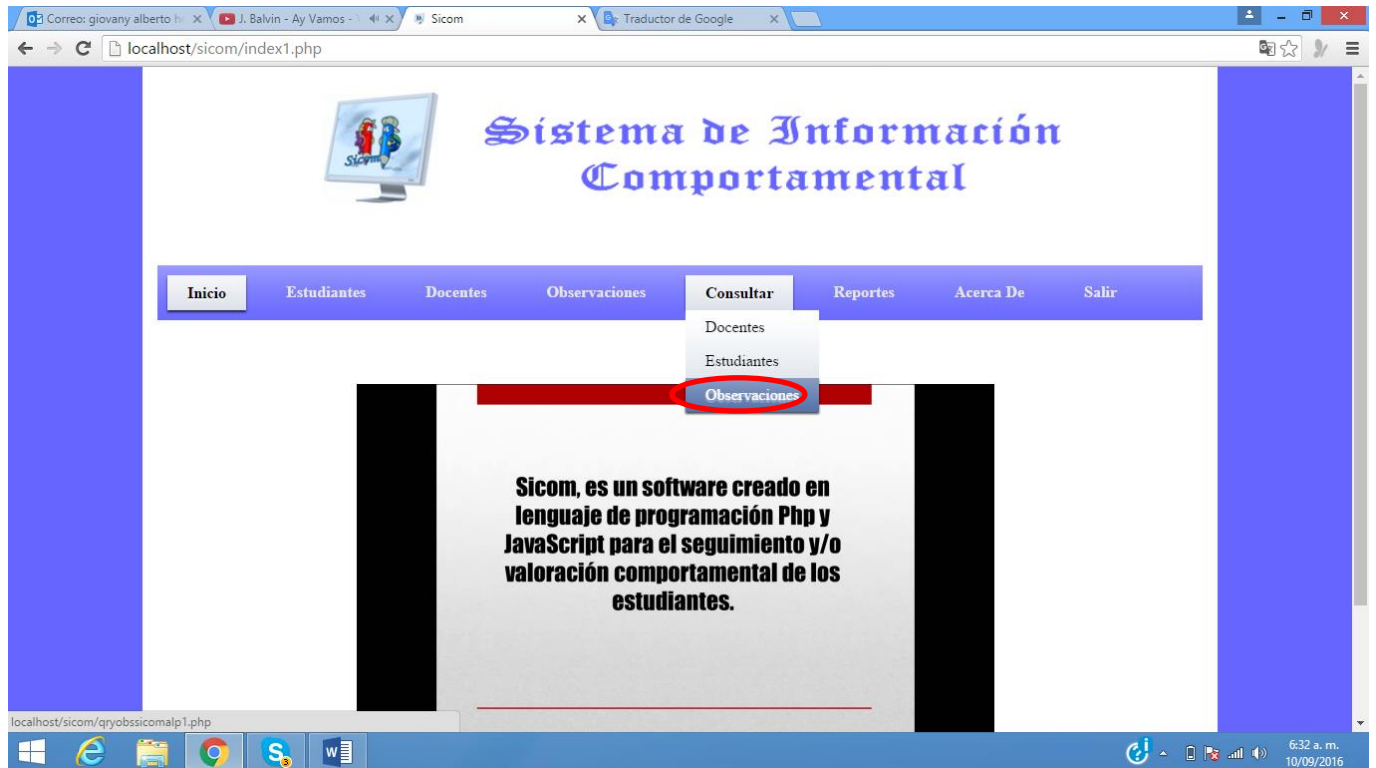 Correo: giovany alberto h
J. Balvin - Ay Vamos -
Sicom
Traductor de Google
localhost/sicom/index1.php
Sicom
Sistema de Información
Comportamental
Inicio
Estudiantes
Docentes
Observaciones
Consultar
Reportes
Acerca De
Salir
Docentes
Estudiantes
Observaciones
Sicom, es un software creado en
lenguaje de programación Php y
JavaScript para el seguimiento y/o
valoración comportamental de los
estudiantes.
localhost/sicom/qryobssicomalp1.php
6:32 a. m.
10/09/2016